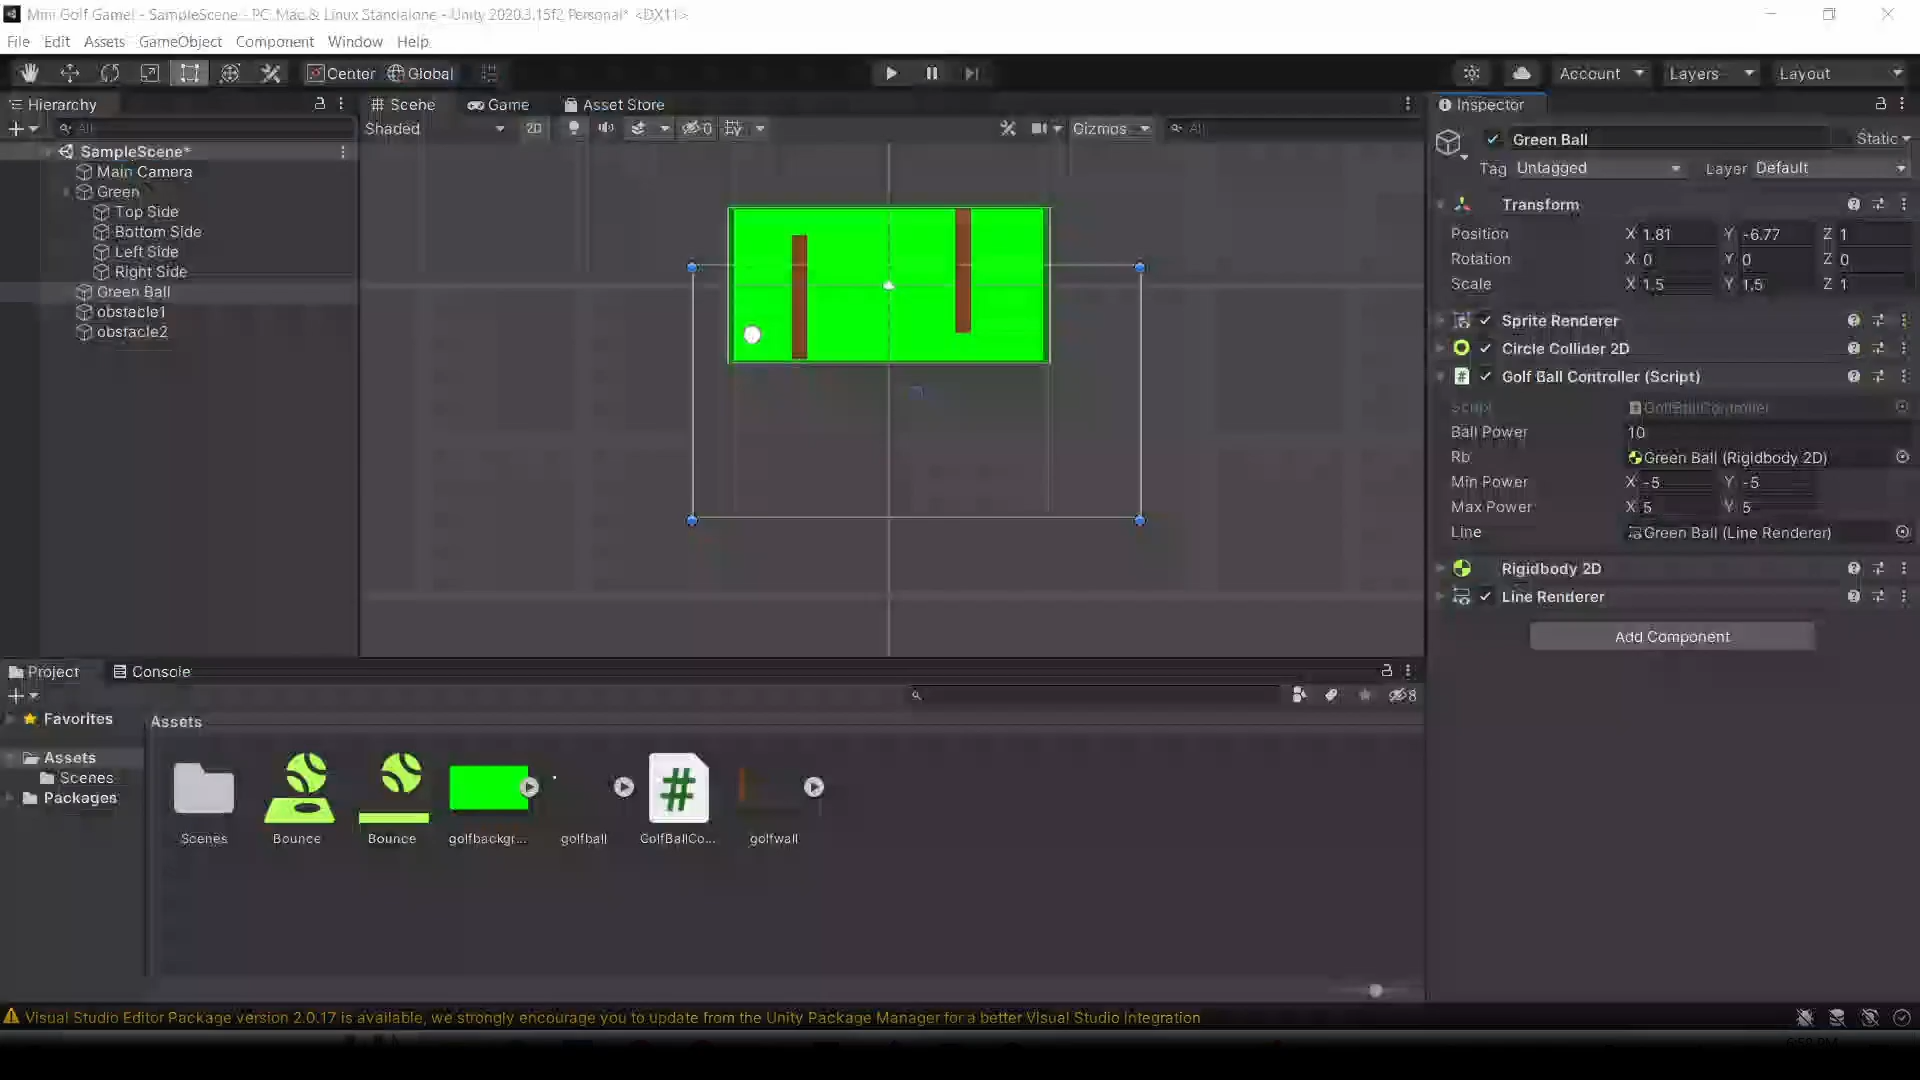 Mini Golf Game! - SampleScene - PC, Mac & Linux Standalone - Unity 2020.3.15f2 Personal* <DX11>
File Edit Assets GameObject Component Window Help
Center Global Account Layers Layout
Hierarchy Scene Game Asset Store Inspector
All Shaded 2D 0 Gizmos All
Green Ball Static
SampleScene*
Tag Untagged Layer Default
Main Camera
Green
Top Side
Bottom Side
Left Side
Right Side
Green Ball
obstacle1
obstacle2
Transform
Position X 1.81 Y -6.77 Z 1
Rotation X 0 Y 0 Z 0
Scale X 1.5 Y 1.5 Z 1
Sprite Renderer
Circle Collider 2D
Golf Ball Controller (Script)
Script GolfBallController
Ball Power 10
Rb Green Ball (Rigidbody 2D)
Min Power X -5 Y -5
Max Power X 5 Y 5
Line Green Ball (Line Renderer)
Rigidbody 2D
Line Renderer
Add Component
Project Console
8
Favorites
Assets
Scenes
Packages
Assets
Scenes Bounce Bounce golfbackgr... golfball GolfBallCo... golfwall
Visual Studio Editor Package version 2.0.17 is available, we strongly encourage you to update from the Unity Package Manager for a better Visual Studio integration